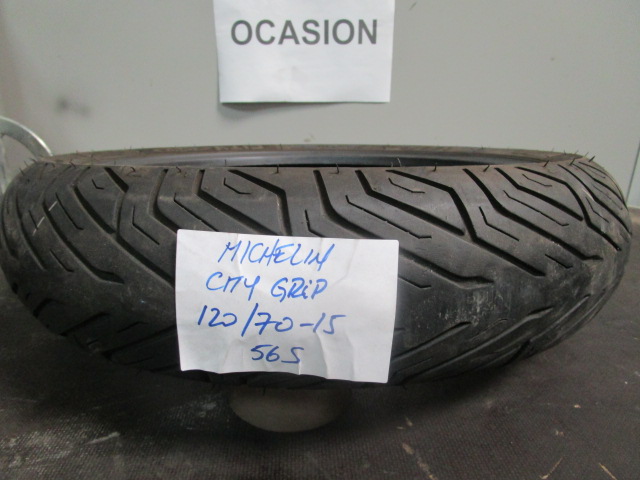 OCASION
MICHELIN
CITY GRIP
120/70-15
56S